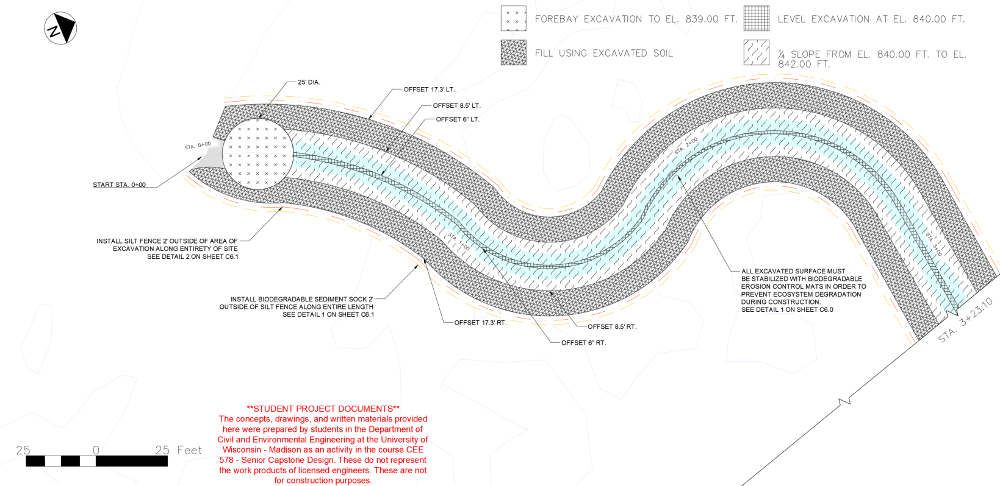 N
FOREBAY EXCAVATION TO EL. 839.00 FT.
LEVEL EXCAVATION AT EL. 840.00 FT.
FILL USING EXCAVATED SOIL
¼ SLOPE FROM EL. 840.00 FT. TO EL.
842.00 FT.
25' DIA.
OFFSET 17.3' LT.
OFFSET 8.5' LT.
OFFSET 6" LT.
STA. 0+00
START STA. 0+00
STA. 2+00
STA. 1+00
STA. 3+00
INSTALL SILT FENCE 2' OUTSIDE OF AREA OF
EXCAVATION ALONG ENTIRETY OF SITE
SEE DETAIL 2 ON SHEET C6.1
INSTALL BIODEGRADABLE SEDIMENT SOCK 2'
OUTSIDE OF SILT FENCE ALONG ENTIRE LENGTH
SEE DETAIL 1 ON SHEET C6.1
OFFSET 17.3' RT.
OFFSET 8.5' RT.
OFFSET 6" RT.
ALL EXCAVATED SURFACE MUST
BE STABILIZED WITH BIODEGRADABLE
EROSION CONTROL MATS IN ORDER TO
PREVENT ECOSYSTEM DEGRADATION
DURING CONSTRUCTION.
SEE DETAIL 1 ON SHEET C6.0
STA. 3+23.10
**STUDENT PROJECT DOCUMENTS**
The concepts, drawings, and written materials provided
here were prepared by students in the Department of
Civil and Environmental Engineering at the University of
Wisconsin - Madison as an activity in the course CEE
578 - Senior Capstone Design. These do not represent
the work products of licensed engineers. These are not
for construction purposes.
25 0 25 Feet